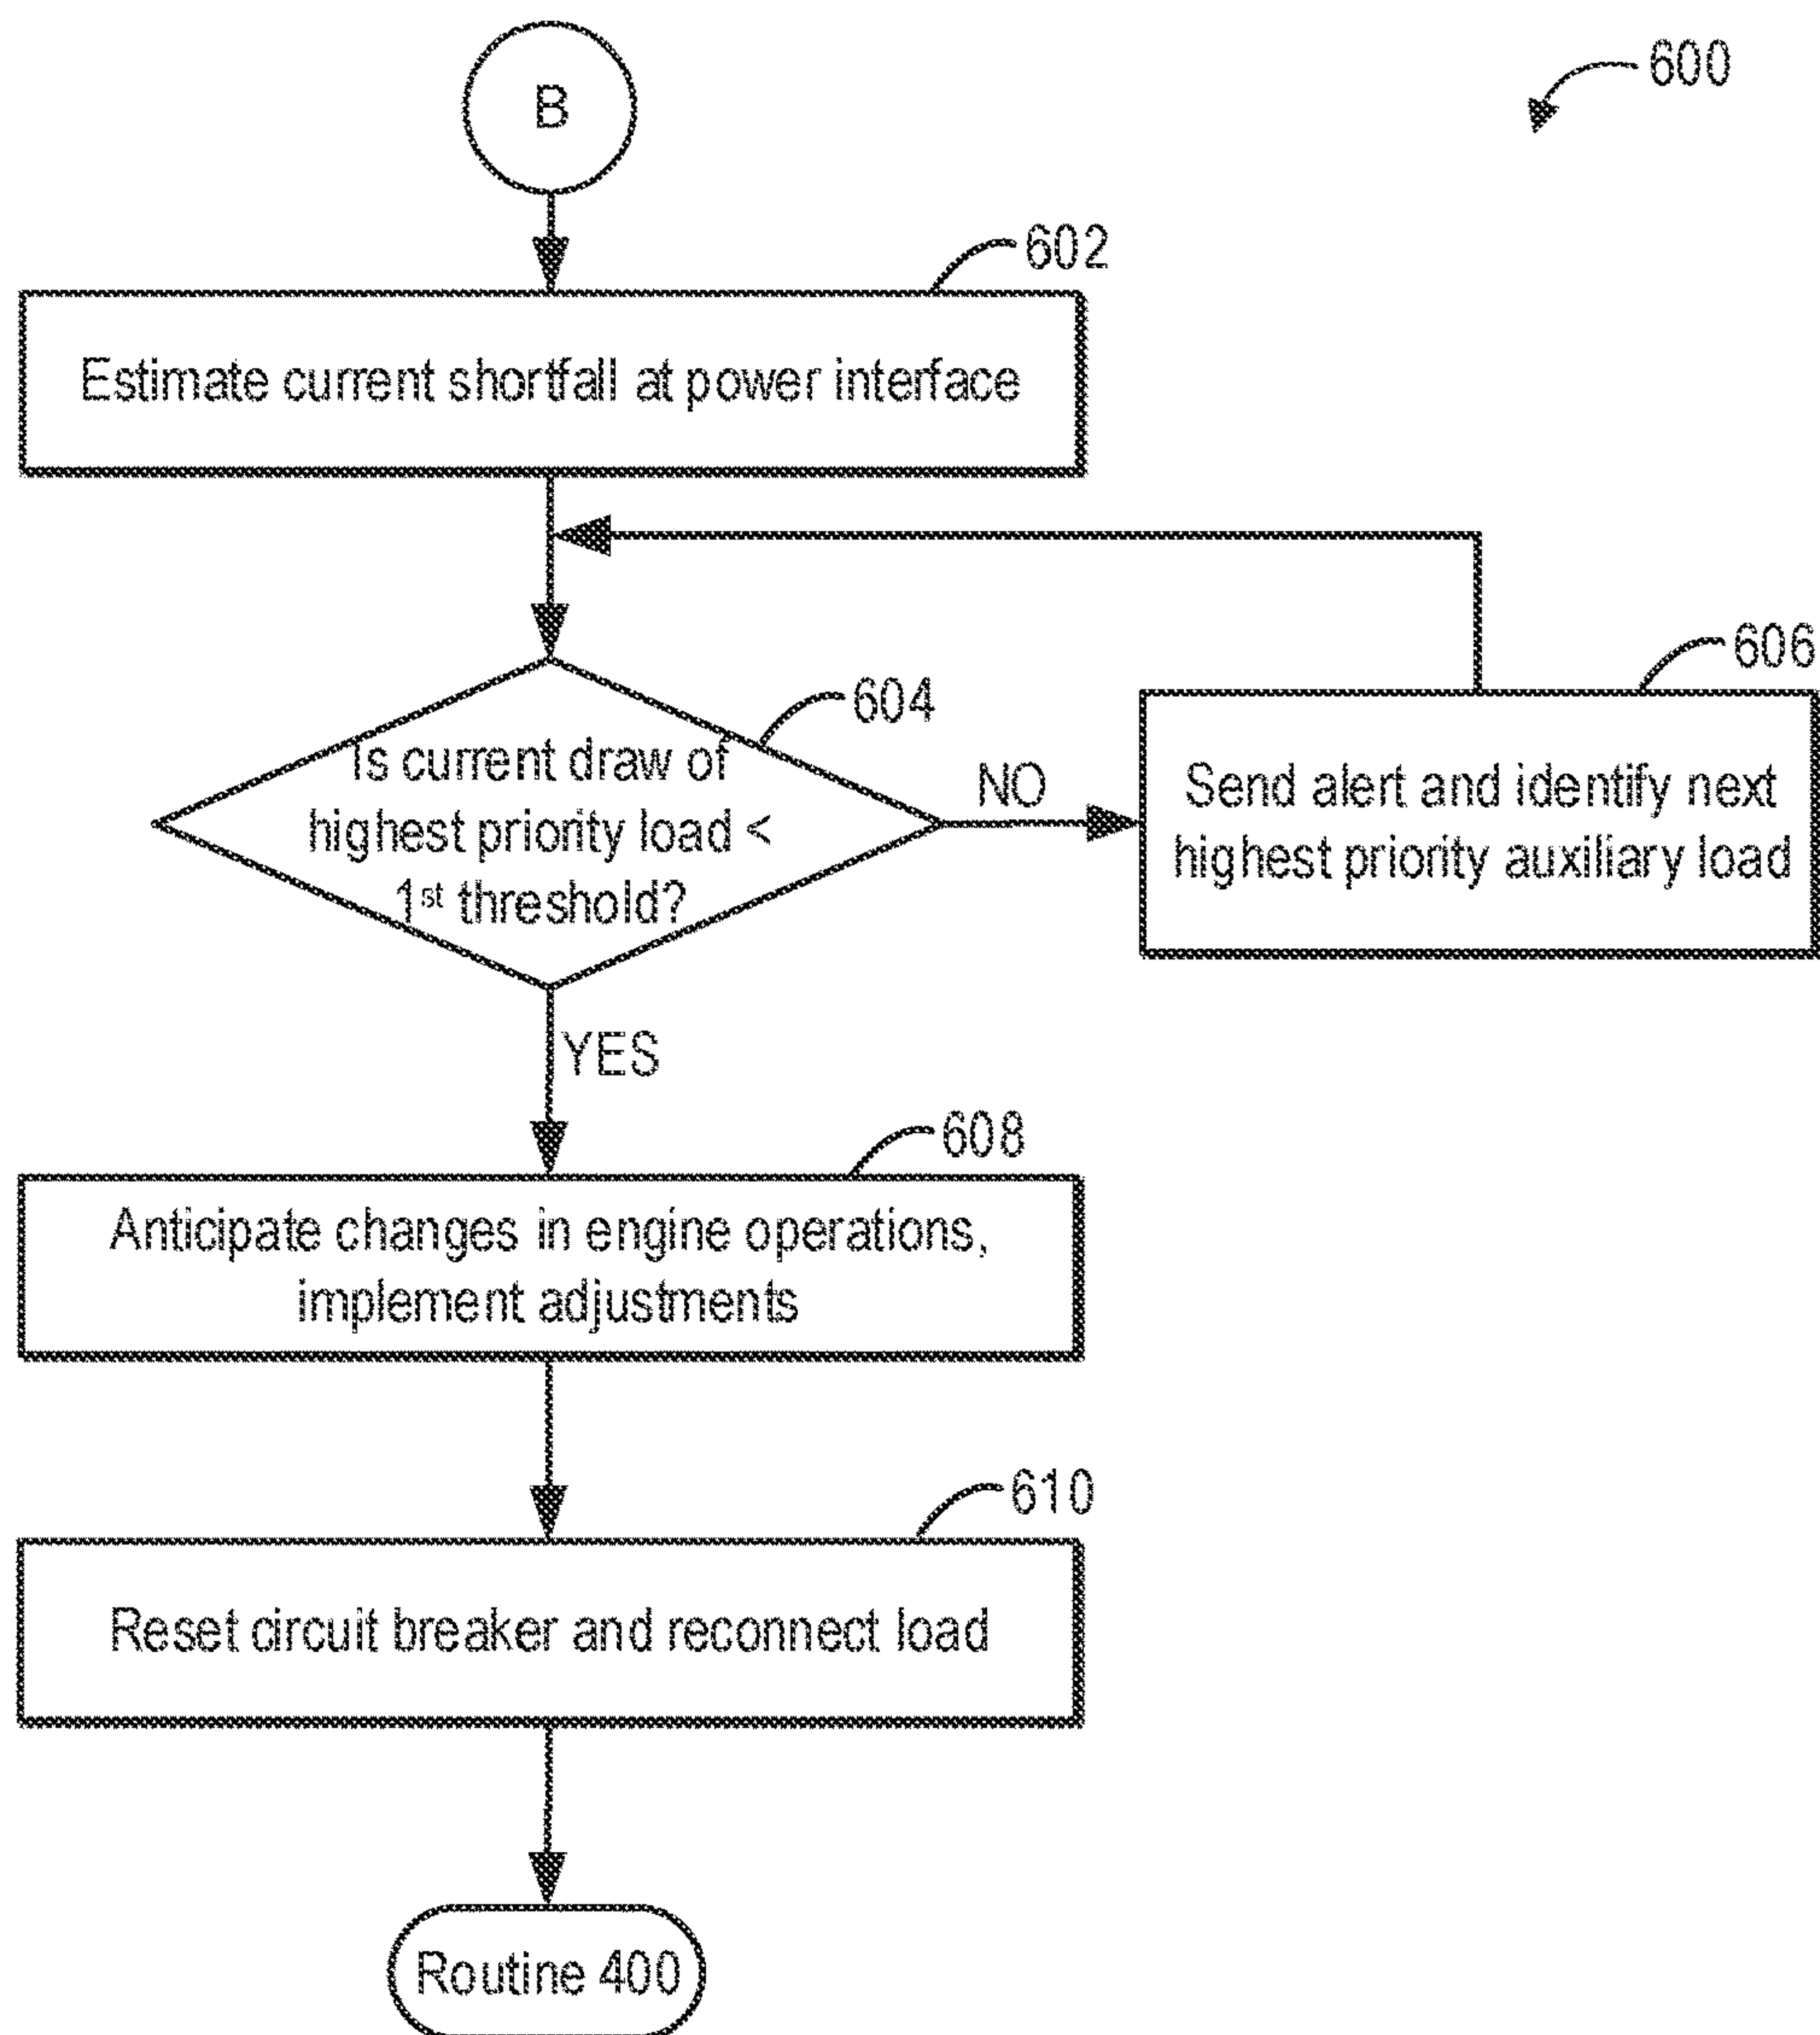 B
600
602
Estimate current shortfall at power interface
604
Is current draw of
highest priority load <
1st threshold?
NO
606
Send alert and identify next
highest priority auxiliary load
YES
608
Anticipate changes in engine operations,
implement adjustments
610
Reset circuit breaker and reconnect load
Routine 400